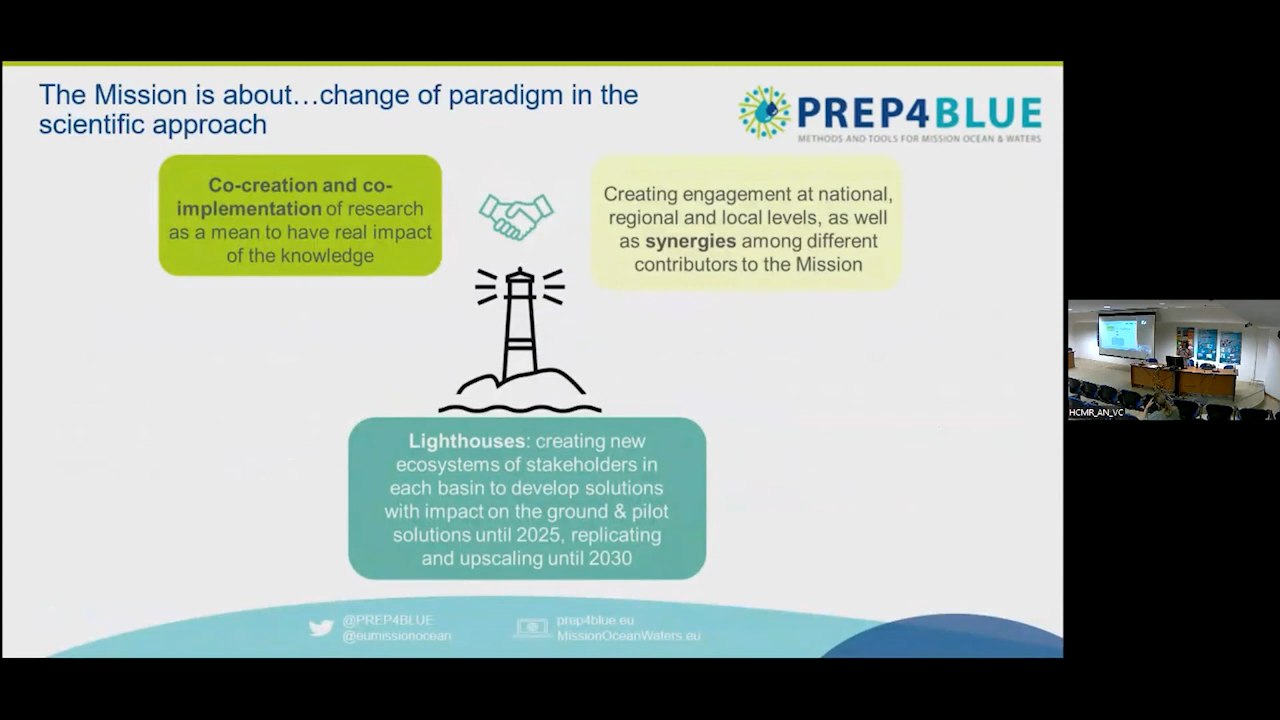 The Mission is about…change of paradigm in the
scientific approach
PREP4BLUE
METHODS AND TOOLS FOR MISSION OCEAN & WATERS
Co-creation and co-
implementation of research
as a mean to have real impact
of the knowledge
Creating engagement at national,
regional and local levels, as well
as synergies among different
contributors to the Mission
Lighthouses: creating new
ecosystems of stakeholders in
each basin to develop solutions
with impact on the ground & pilot
solutions until 2025, replicating
and upscaling until 2030
@PREP4BLUE
@eumissionocean
prep4blue.eu
MissionOceanWaters.eu
HCMR_AN_VC